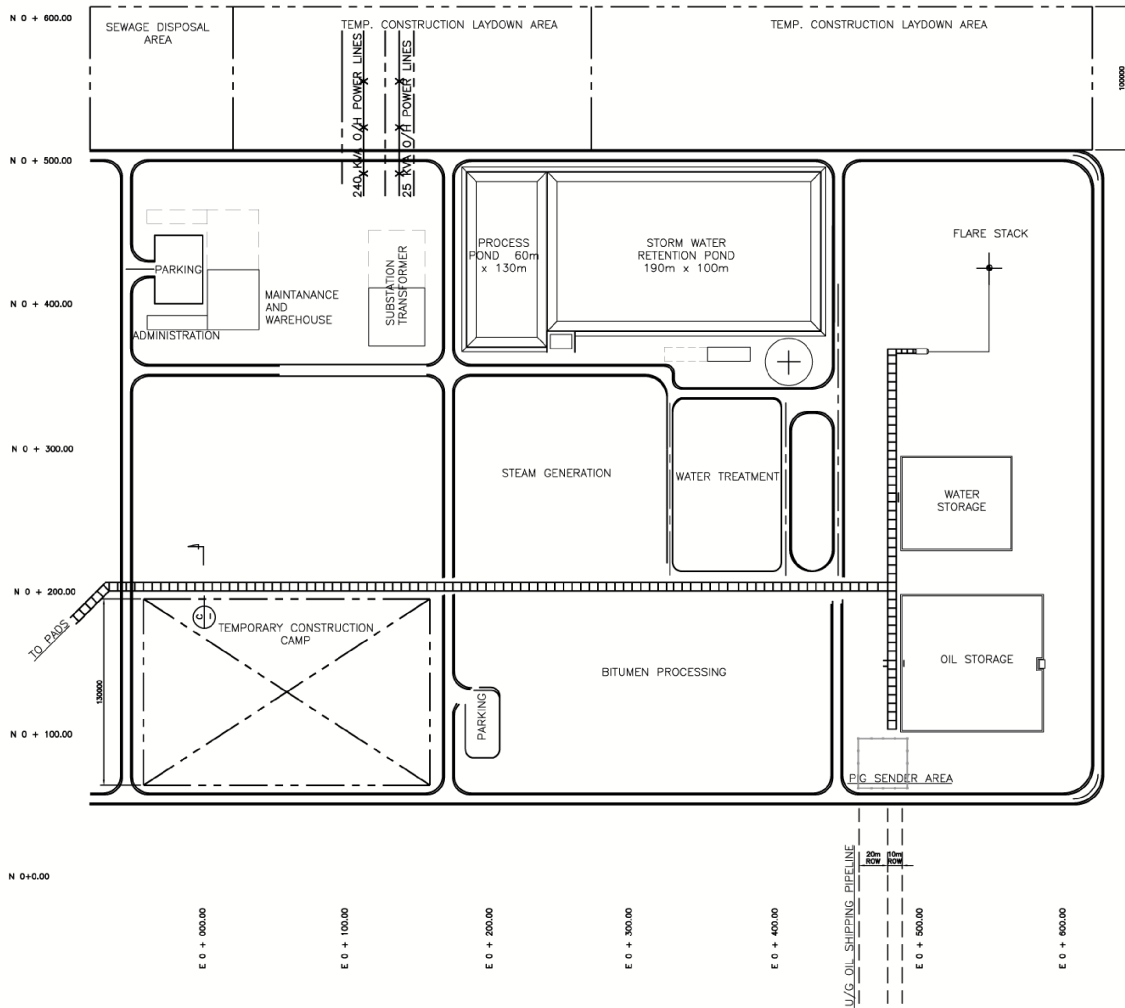 N 0 + 600.00
SEWAGE DISPOSAL
AREA
TEMP. CONSTRUCTION LAYDOWN AREA
TEMP. CONSTRUCTION LAYDOWN AREA
100000
240 KVA O/H POWER LINES
25 KVA O/H POWER LINES
N 0 + 500.00
PROCESS
POND 60m
x 130m
STORM WATER
RETENTION POND
190m x 100m
FLARE STACK
PARKING
SUBSTATION
TRANSFORMER
MAINTANANCE
AND
WAREHOUSE
N 0 + 400.00
ADMINISTRATION
N 0 + 300.00
STEAM GENERATION
WATER TREATMENT
WATER
STORAGE
N 0 + 200.00
TO PADS
C
TEMPORARY CONSTRUCTION
CAMP
130000
BITUMEN PROCESSING
OIL STORAGE
PARKING
N 0 + 100.00
PIG SENDER AREA
20m
ROW
10m
ROW
U/G OIL SHIPPING PIPELINE
N 0+0.00
E 0 + 000.00
E 0 + 100.00
E 0 + 200.00
E 0 + 300.00
E 0 + 400.00
E 0 + 500.00
E 0 + 600.00